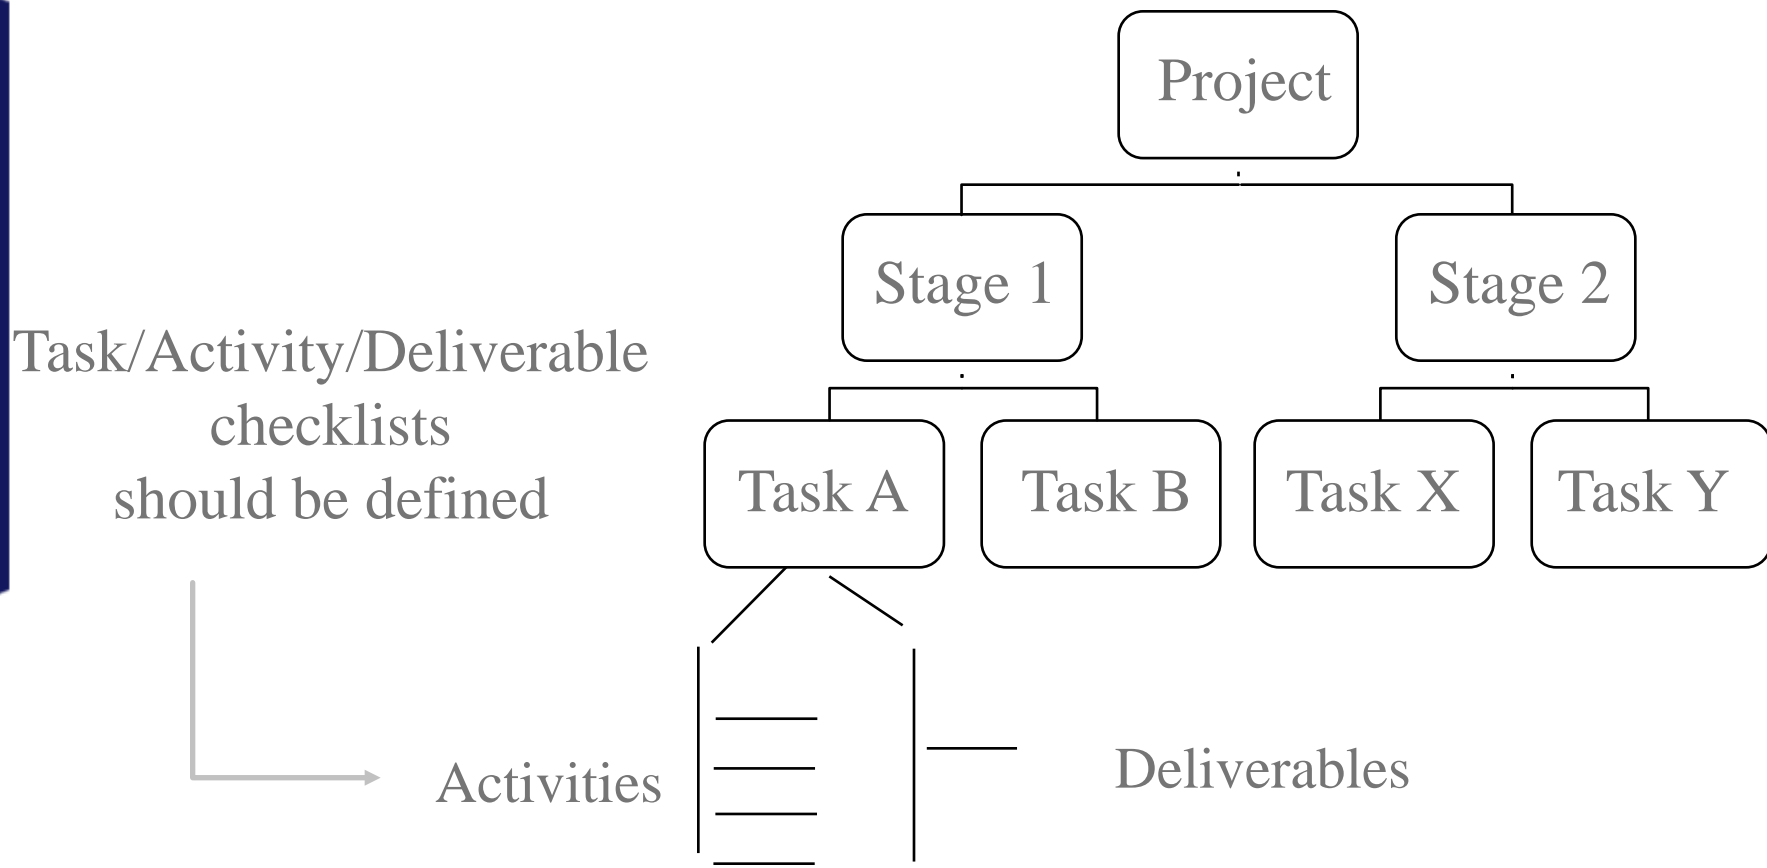 Project
Stage 1
Stage 2
Task/Activity/Deliverable
checklists
should be defined
Task A
Task B
Task X
Task Y
Activities
Deliverables